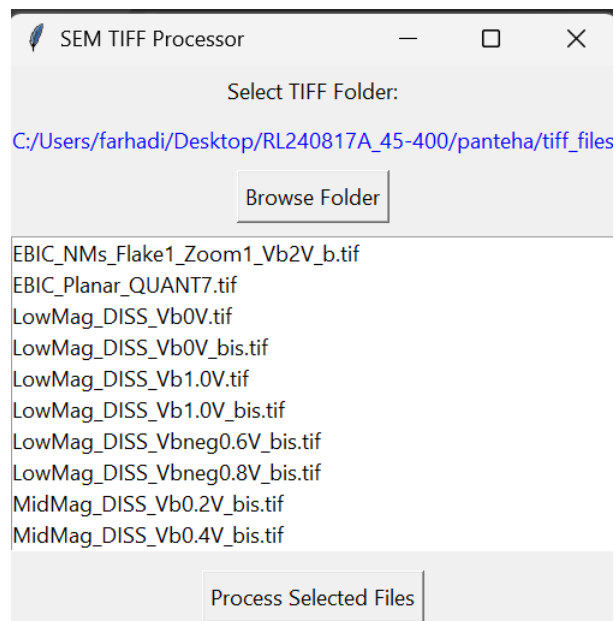 SEM TIFF Processor
Select TIFF Folder:
C:/Users/farhadi/Desktop/RL240817A_45-400/panteha/tiff_files
Browse Folder
EBIC_NMs_Flake1_Zoom1_Vb2V_b.tif
EBIC_Planar_QUANT7.tif
LowMag_DISS_Vb0V.tif
LowMag_DISS_Vb0V_bis.tif
LowMag_DISS_Vb1.0V.tif
LowMag_DISS_Vb1.0V_bis.tif
LowMag_DISS_Vbneg0.6V_bis.tif
LowMag_DISS_Vbneg0.8V_bis.tif
MidMag_DISS_Vb0.2V_bis.tif
MidMag_DISS_Vb0.4V_bis.tif
Process Selected Files